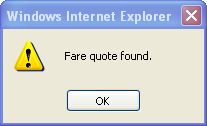 Windows Internet Explorer
Fare quote found.
OK